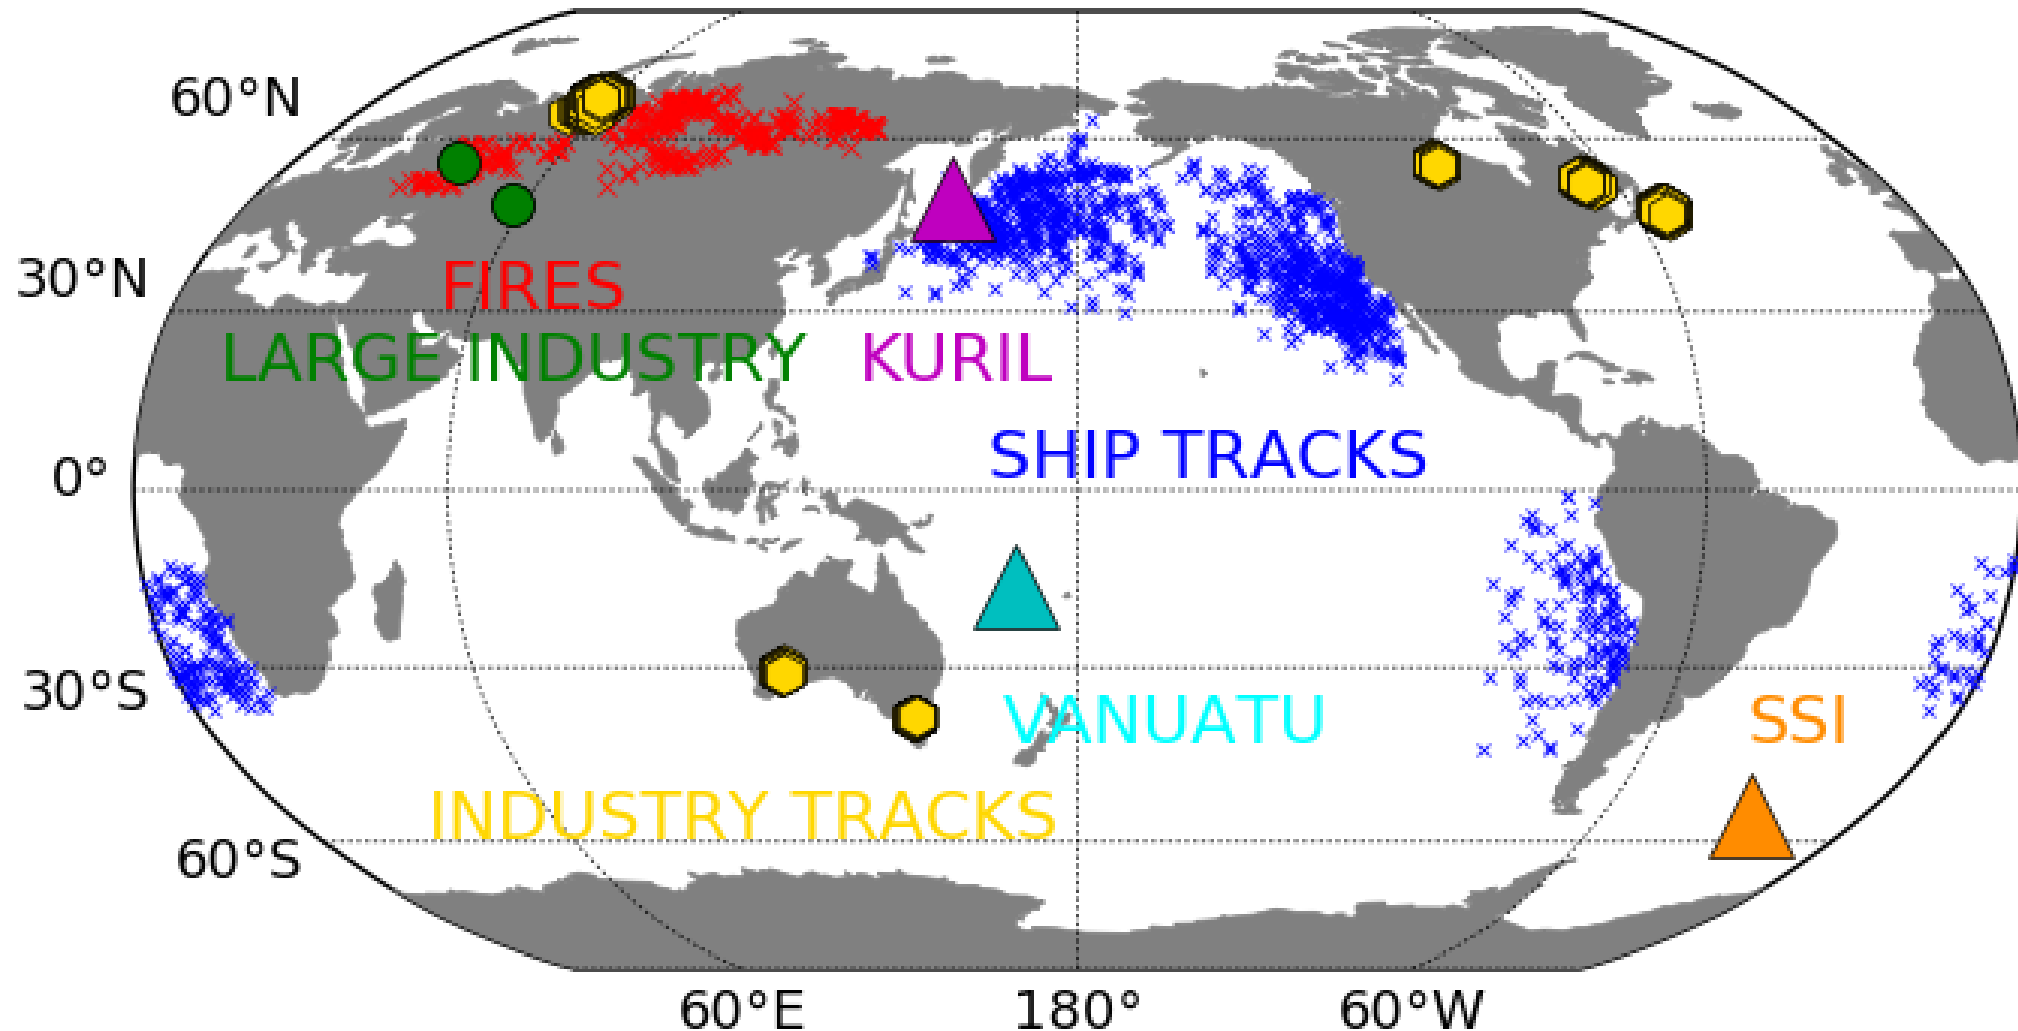 60°N
30°N
FIRES
LARGE INDUSTRY
KURIL
SHIP TRACKS
0°
30°S
VANUATU
SSI
INDUSTRY TRACKS
60°S
60°E
180°
60°W